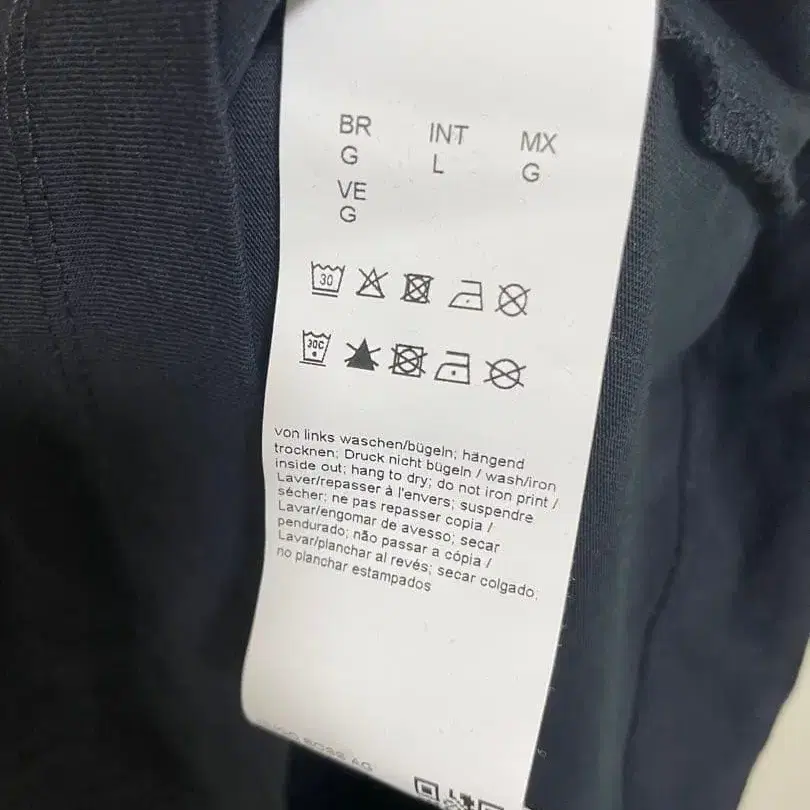 BR INT MX
G L G
VE
G
30
30C
von links waschen/bügeln; hängend
trocknen; Druck nicht bügeln / wash/iron
inside out; hang to dry; do not iron print /
Laver/repasser à l'envers; suspendre
sécher; ne pas repasser copia /
Lavar/engomar de avesso; secar
pendurado; não passar a cópia /
Lavar/planchar al revés; secar colgado;
no planchar estampados